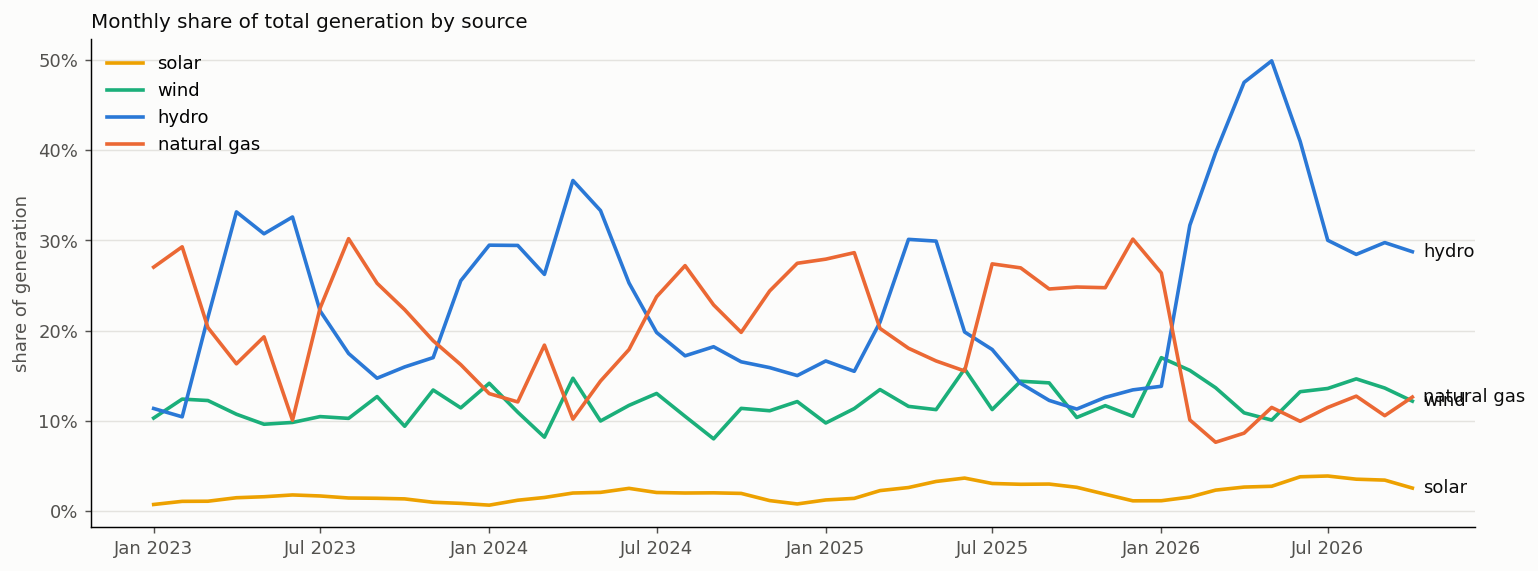 Monthly share of total generation by source
solar
wind
hydro
natural gas
share of generation
50%
40%
30%
20%
10%
0%
Jan 2023
Jul 2023
Jan 2024
Jul 2024
Jan 2025
Jul 2025
Jan 2026
Jul 2026
hydro
natural gas
wind
solar